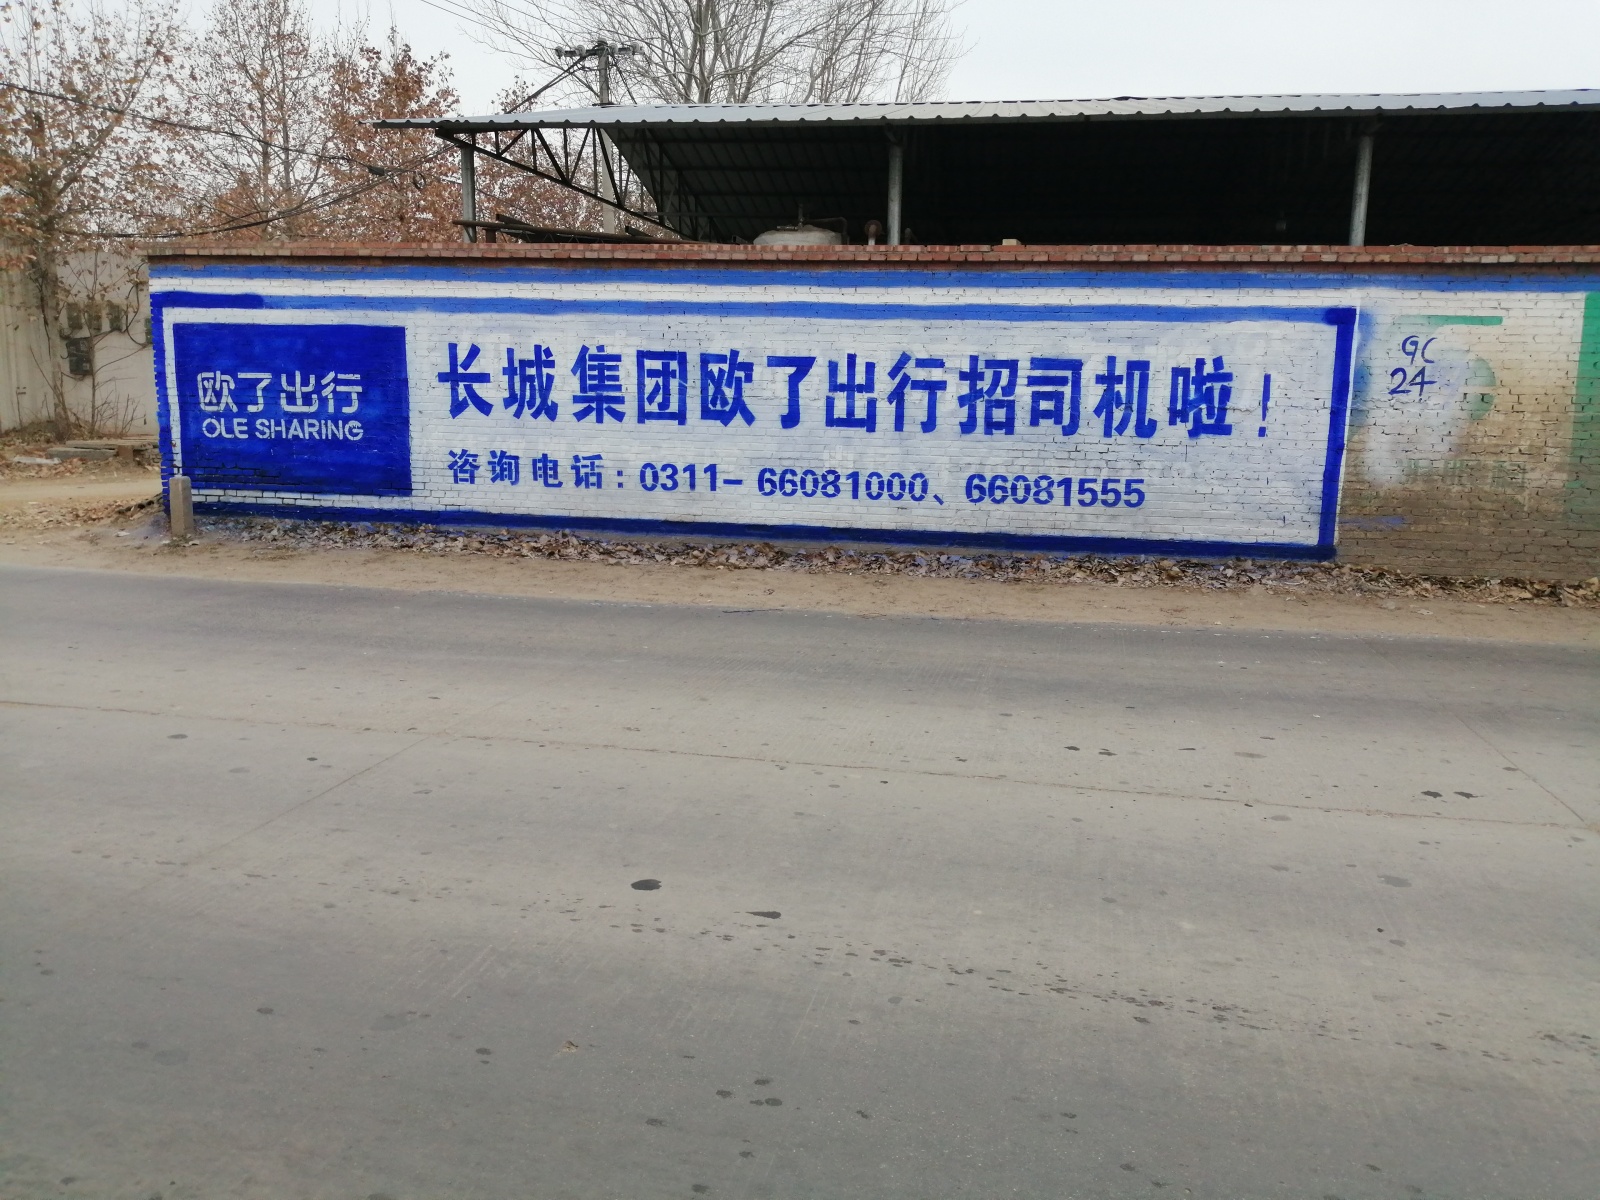 欧了出行
OLE SHARING
长城集团欧了出行招司机啦!
咨询电话:0311-66081000、66081555
GC
24